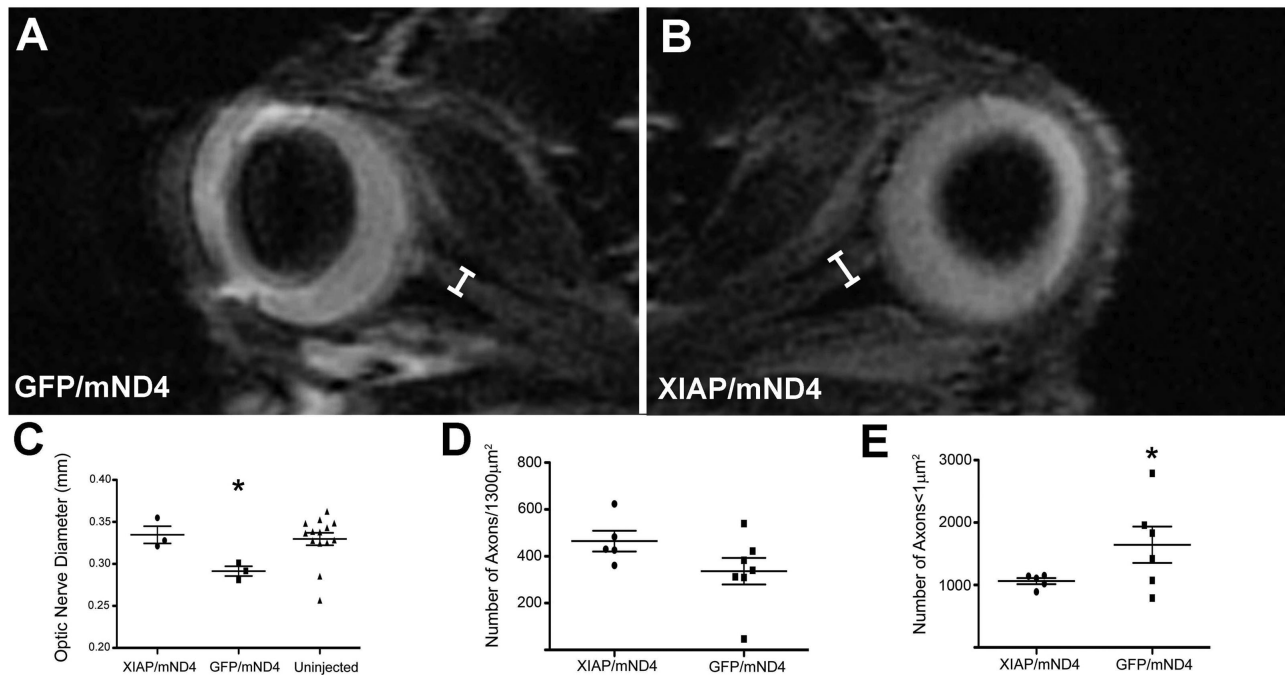 A
B
GFP/mND4
XIAP/mND4
C
Optic Nerve Diameter (mm)
0.40
0.35
0.30
0.25
0.20
*
XIAP/mND4
GFP/mND4
Uninjected
D
Number of Axons/1300μm²
800
600
400
200
XIAP/mND4
GFP/mND4
E
Number of Axons<1μm²
3000
2000
1000
*
XIAP/mND4
GFP/mND4